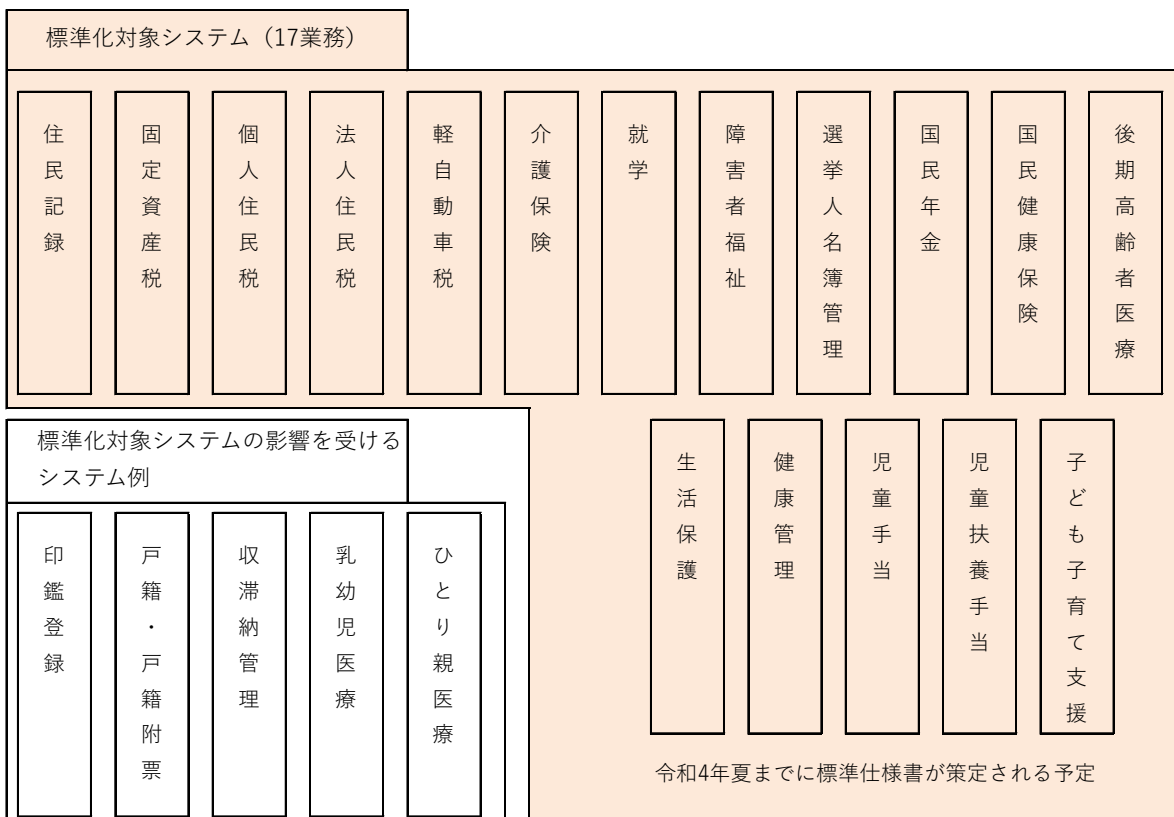 標準化対象システム（17業務）
住民記録
固定資産税
個人住民税
法人住民税
軽自動車税
介護保険
就学
障害者福祉
選挙人名簿管理
国民年金
国民健康保険
後期高齢者医療
標準化対象システムの影響を受ける
システム例
印鑑登録
戸籍・戸籍附票
収滞納管理
乳幼児医療
ひとり親医療
生活保護
健康管理
児童手当
児童扶養手当
子ども子育て支援
令和4年夏までに標準仕様書が策定される予定